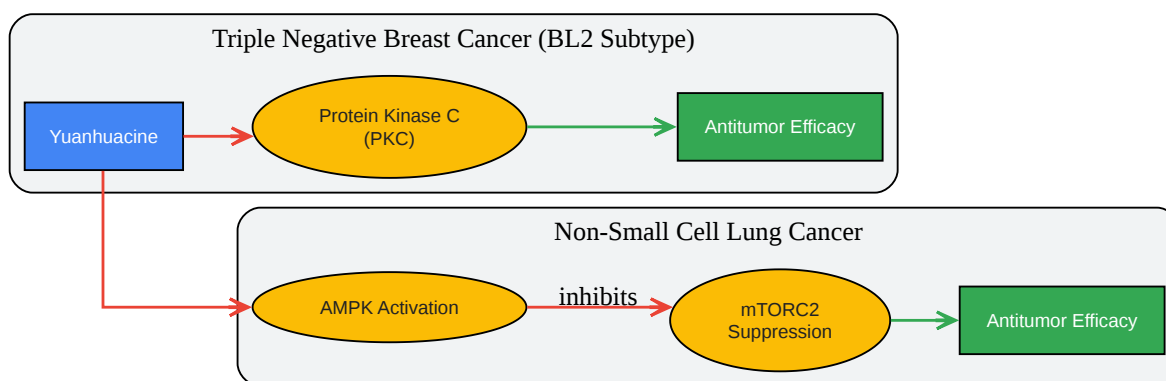 Triple Negative Breast Cancer (BL2 Subtype)
Yuanhuacine
Protein Kinase C
(PKC)
Antitumor Efficacy
Non-Small Cell Lung Cancer
AMPK Activation
inhibits
mTORC2
Suppression
Antitumor Efficacy